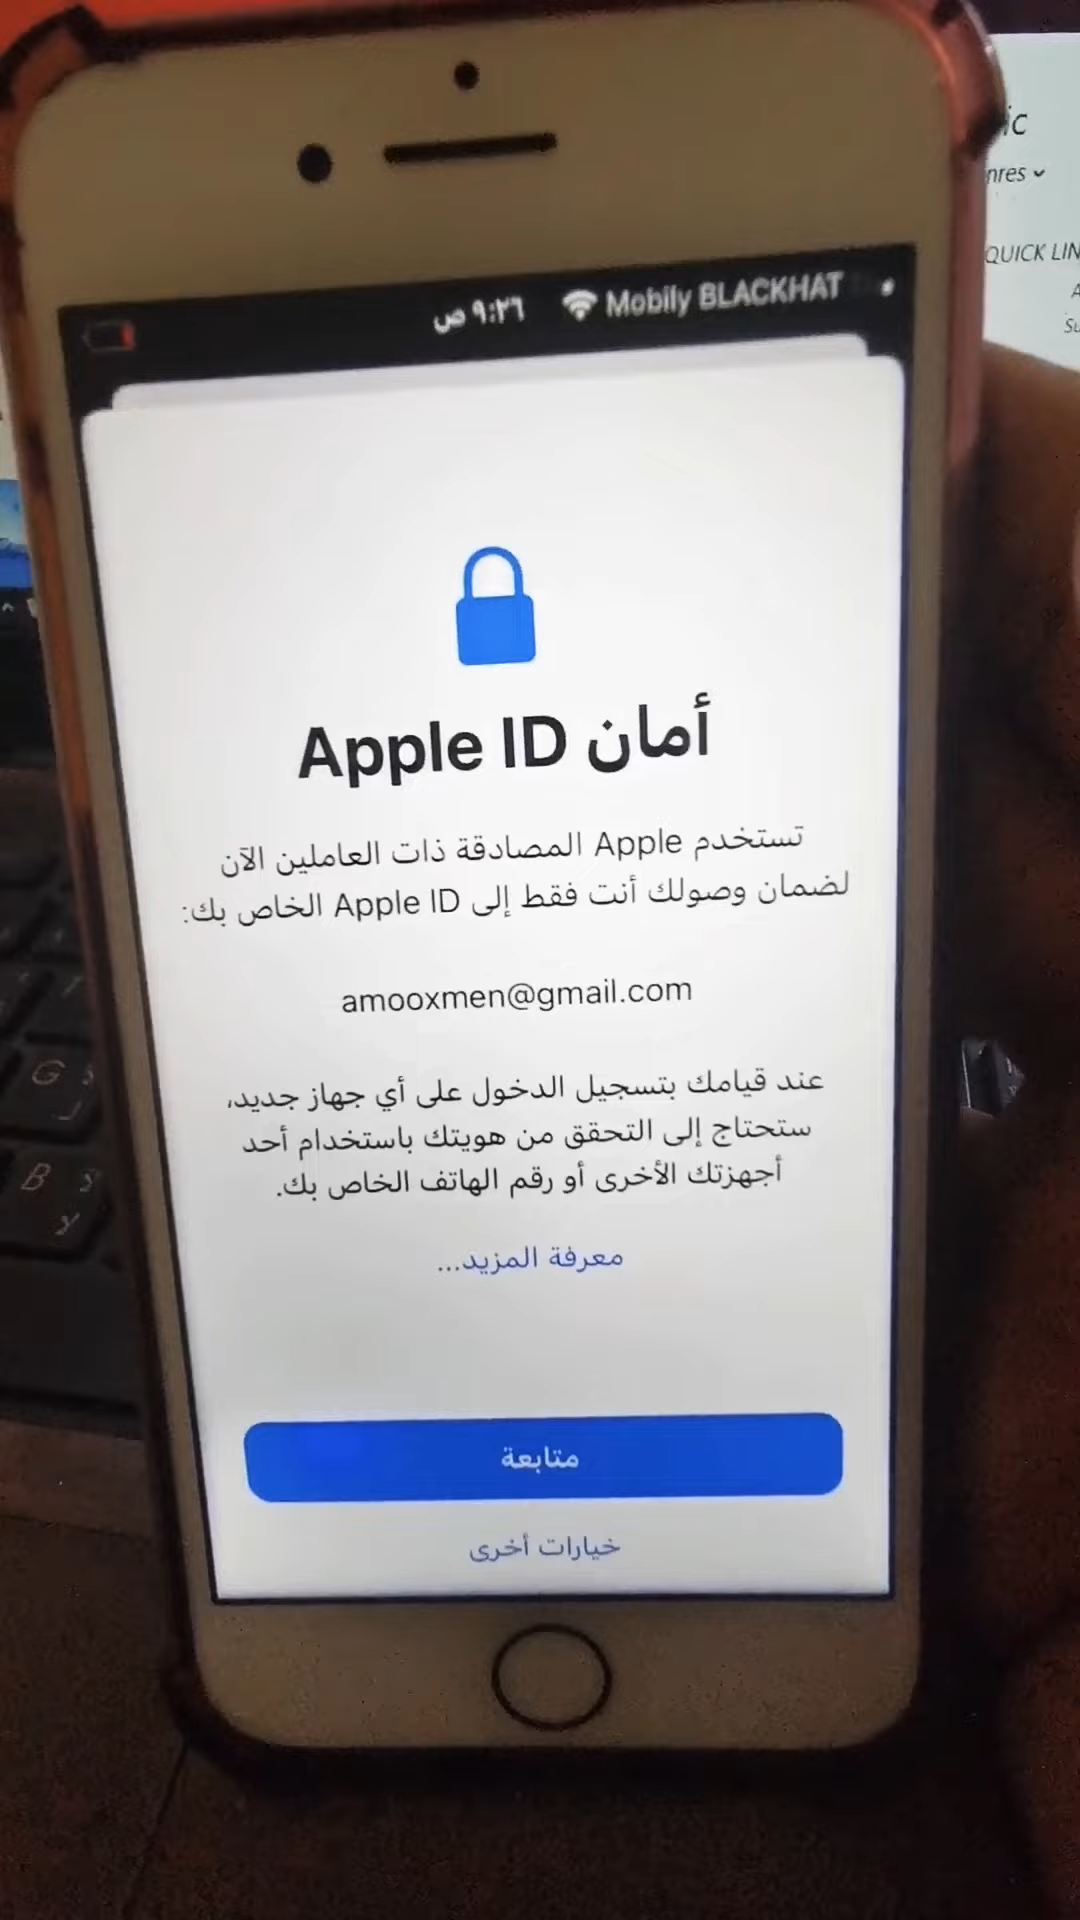 Mobily BLACKHAT
٩:٢٦ ص
أمان Apple ID
تستخدم Apple المصادقة ذات العاملين الآن
لضمان وصولك أنت فقط إلى Apple ID الخاص بك:
amooxmen@gmail.com
عند قيامك بتسجيل الدخول على أي جهاز جديد،
ستحتاج إلى التحقق من هويتك باستخدام أحد
أجهزتك الأخرى أو رقم الهاتف الخاص بك.
معرفة المزيد...
متابعة
خيارات أخرى
QUICK
G
B
لا